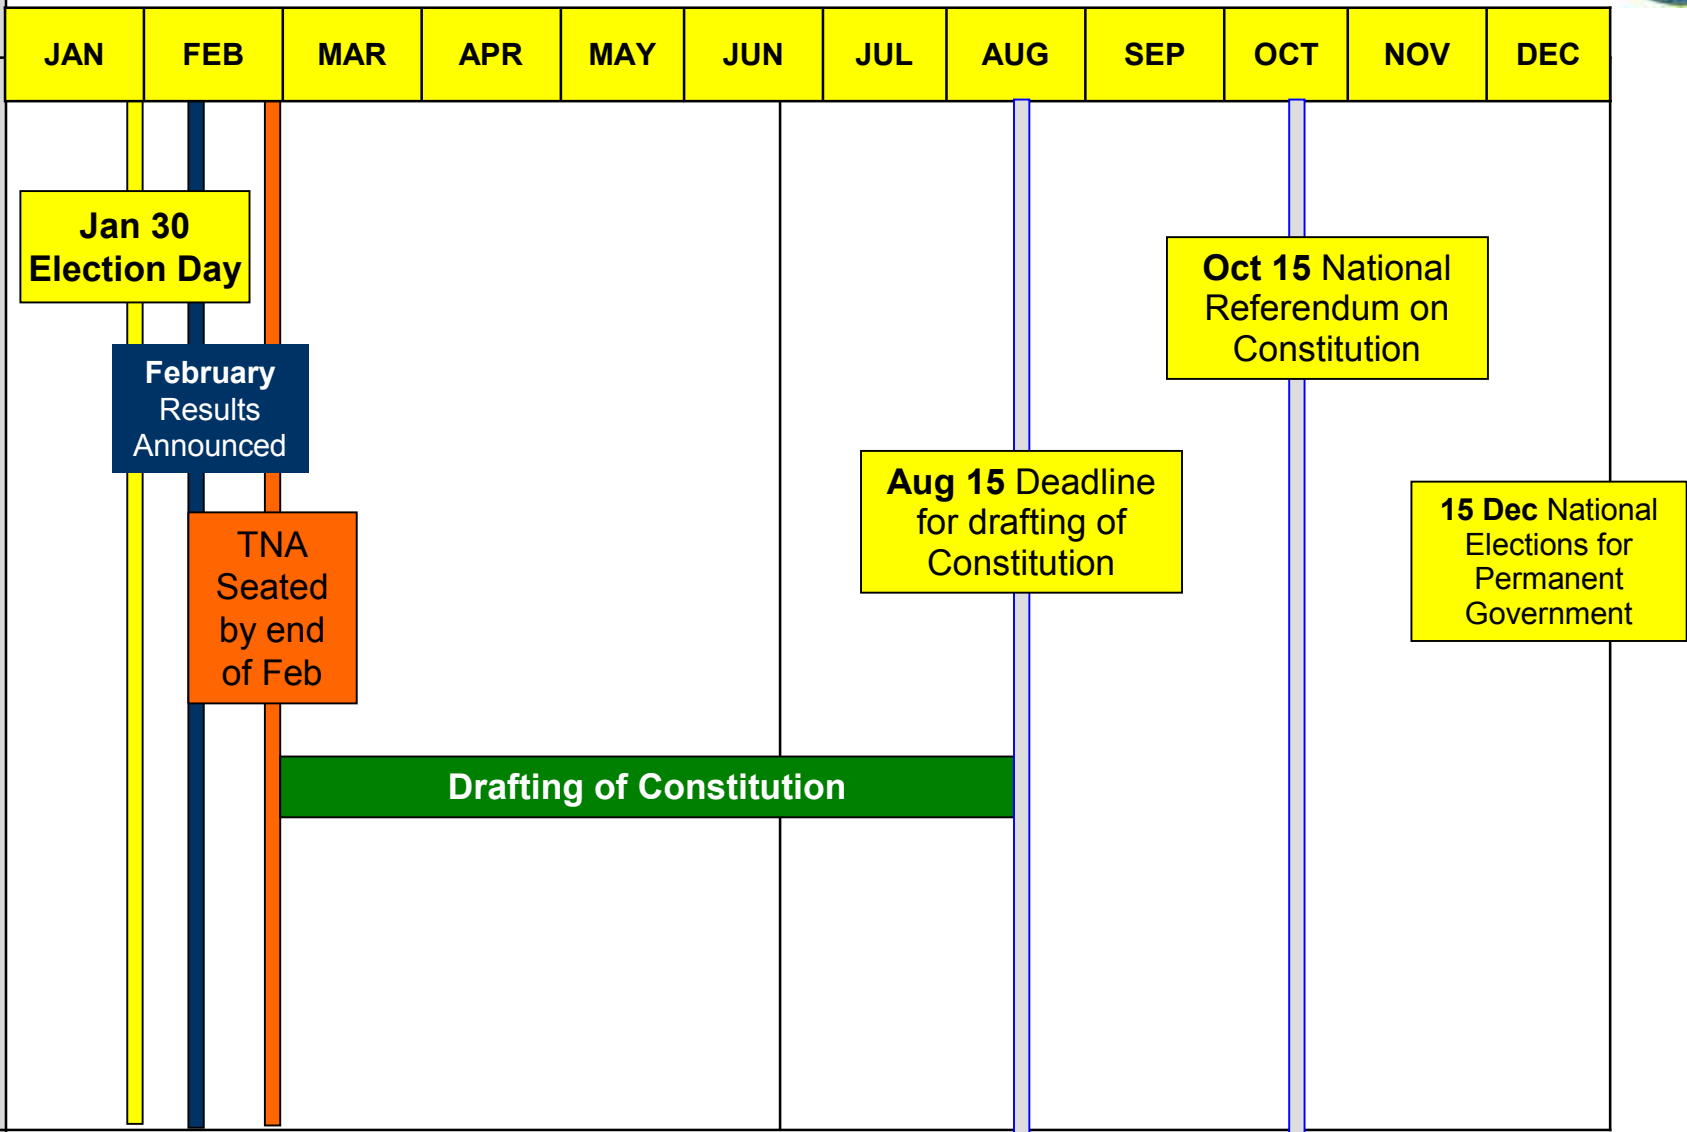 JAN FEB MAR APR MAY JUN JUL AUG SEP OCT NOV DEC
Jan 30
Election Day
February
Results
Announced
TNA
Seated
by end
of Feb
Drafting of Constitution
Aug 15 Deadline
for drafting of
Constitution
Oct 15 National
Referendum on
Constitution
15 Dec National
Elections for
Permanent
Government